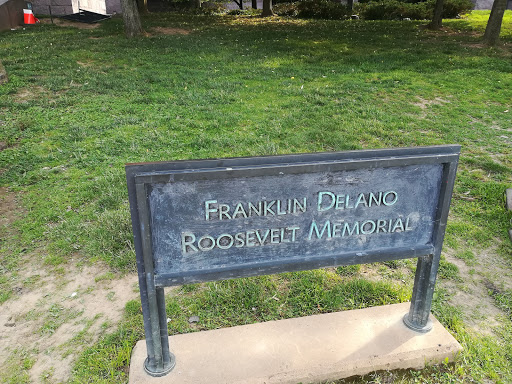 Franklin Delano
Roosevelt Memorial